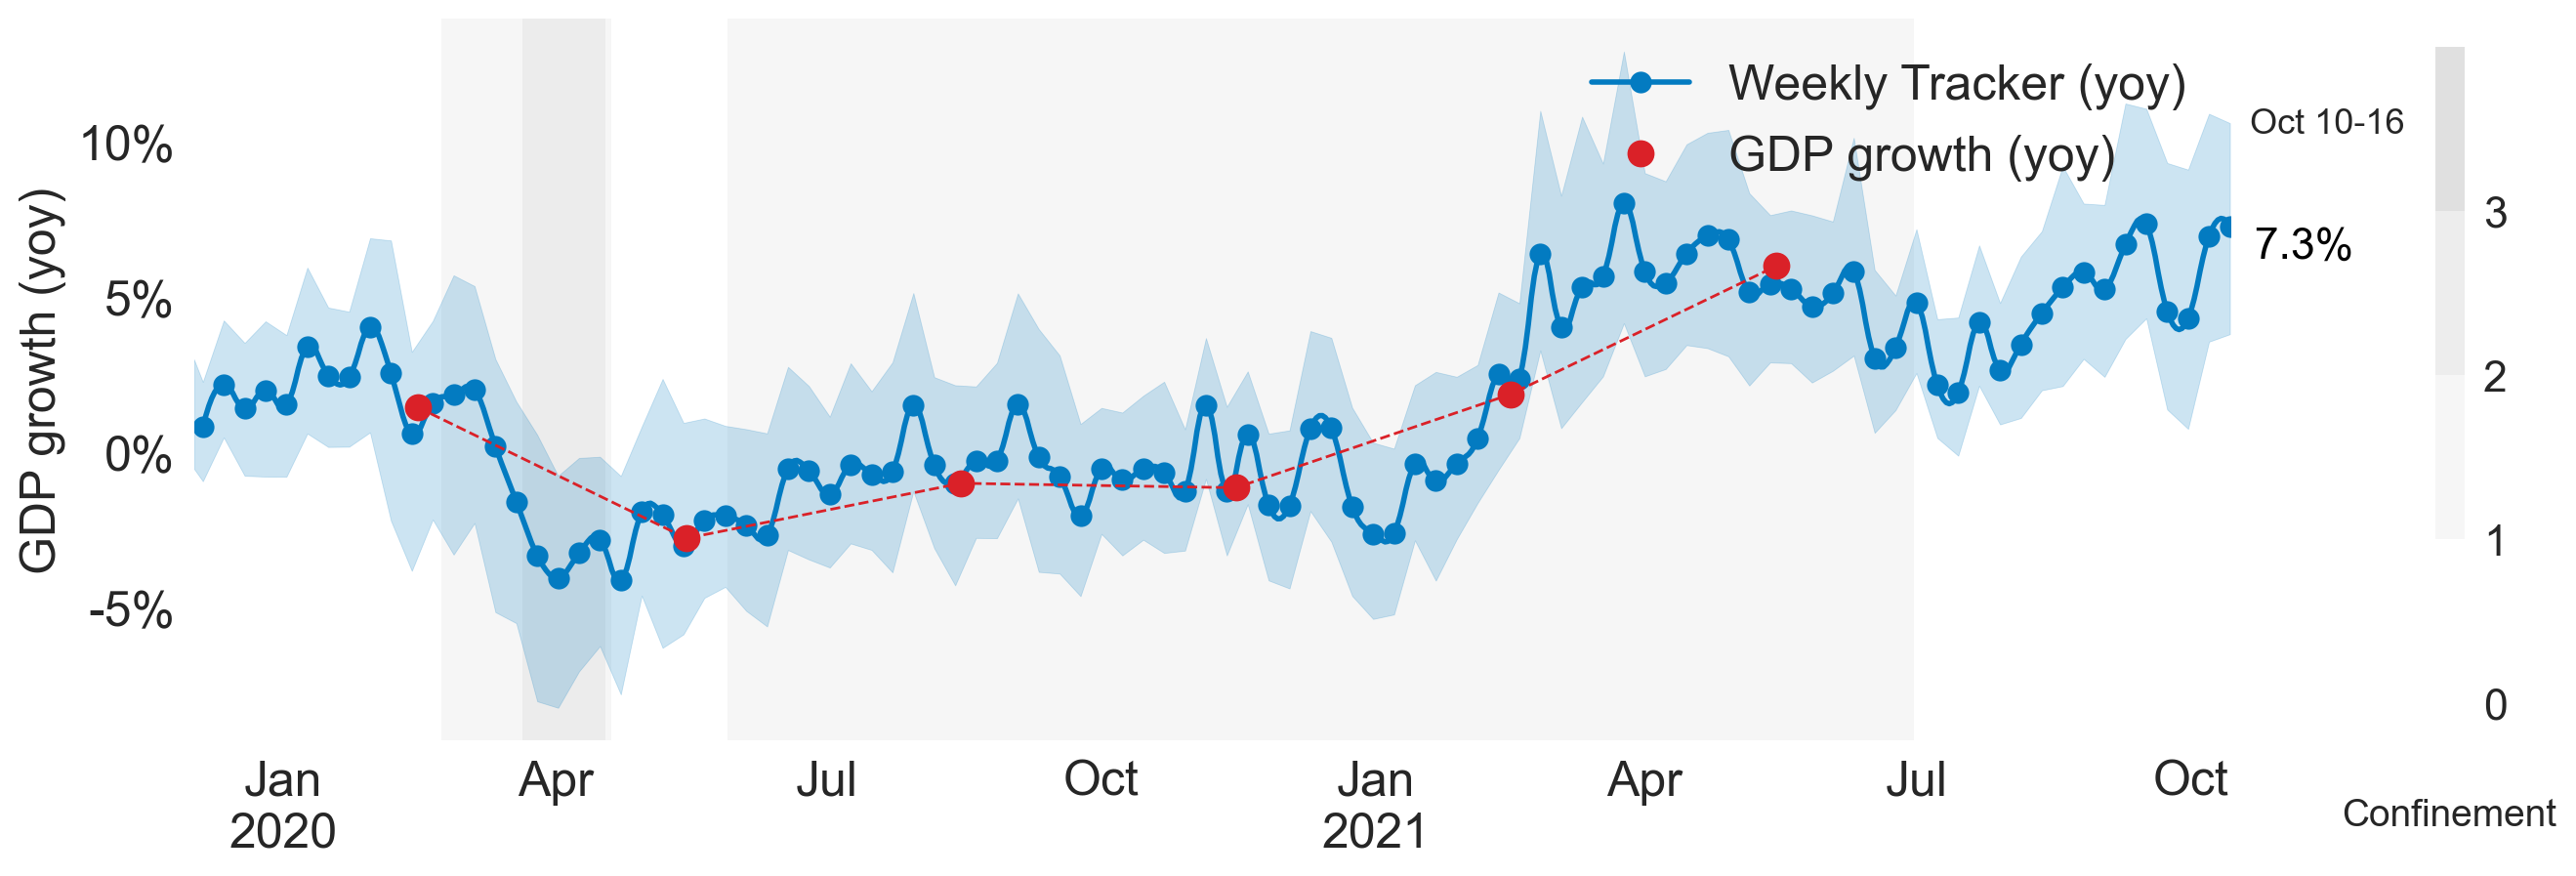 Weekly Tracker (yoy)
GDP growth (yoy)
Oct 10-16
7.3%
GDP growth (yoy)
10%
5%
0%
-5%
3
2
1
0
Jan Apr Jul Oct Jan Apr Jul Oct
2020 2021
Confinement